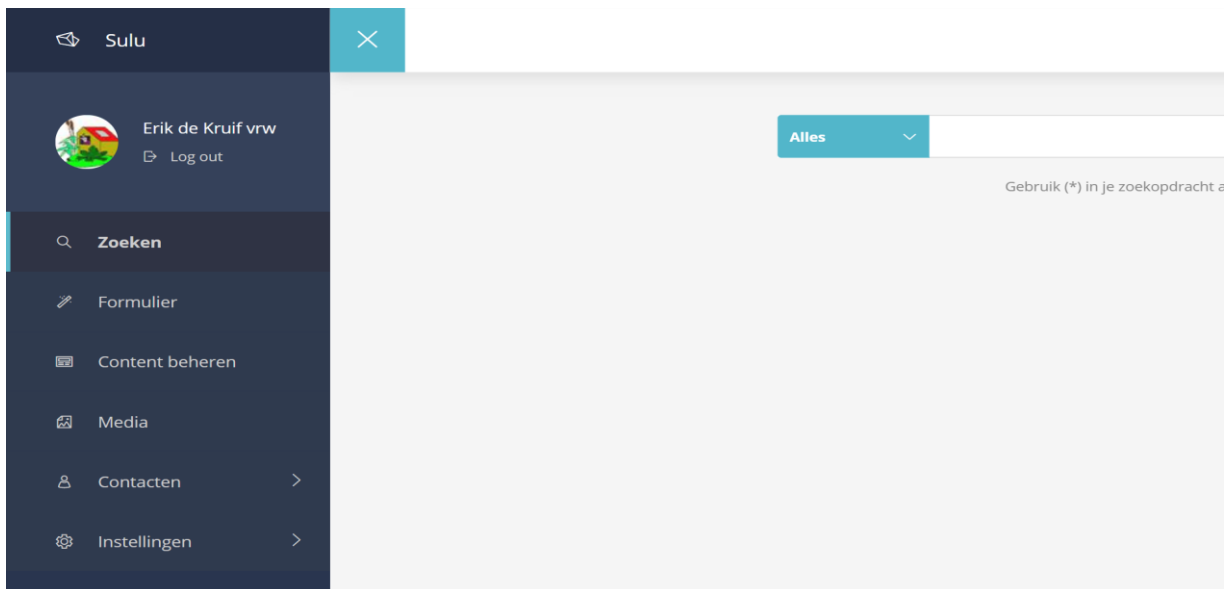 Sulu
Erik de Kruif vrw
Log out
Zoeken
Formulier
Content beheren
Media
Contacten
Instellingen
Alles
Gebruik (*) in je zoekopdracht a